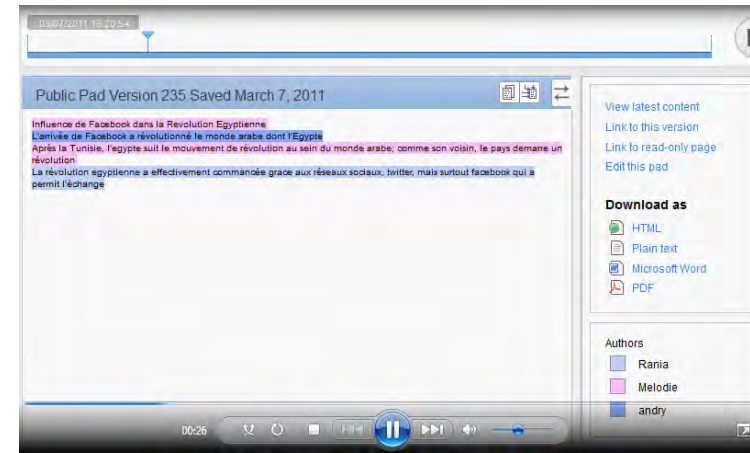 03/07/2011 16:20:54
Public Pad Version 235 Saved March 7, 2011
Influence de Facebook dans la Revolution Egyptienne
L'arrivée de Facebook a révolutionné le monde arabe dont l'Egypte
Après la Tunisie, l'egypte suit le mouvement de révolution au sein du monde arabe; comme son voisin, le pays demarre un
révolution
La révolution egyptienne a effectivement commancée grace aux réseaux sociaux, twitter, mais surtout facebook qui a
permit l'échange
View latest content
Link to this version
Link to read-only page
Edit this pad
Download as
HTML
Plain text
Microsoft Word
PDF
Authors
Rania
Melodie
andry
00:26